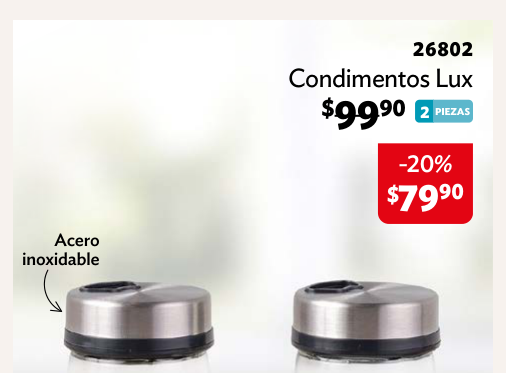 26802
Condimentos Lux
$99⁹⁰ 2 PIEZAS
-20%
$79⁹⁰
Acero
inoxidable